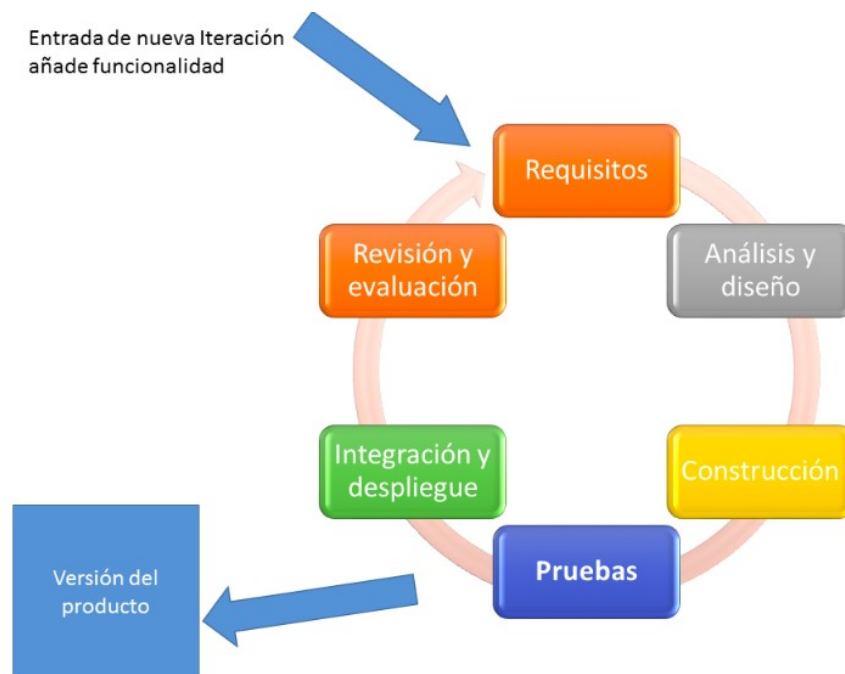 Entrada de nueva Iteración
añade funcionalidad
Requisitos
Análisis y
diseño
Construcción
Pruebas
Integración y
despliegue
Revisión y
evaluación
Versión del
producto